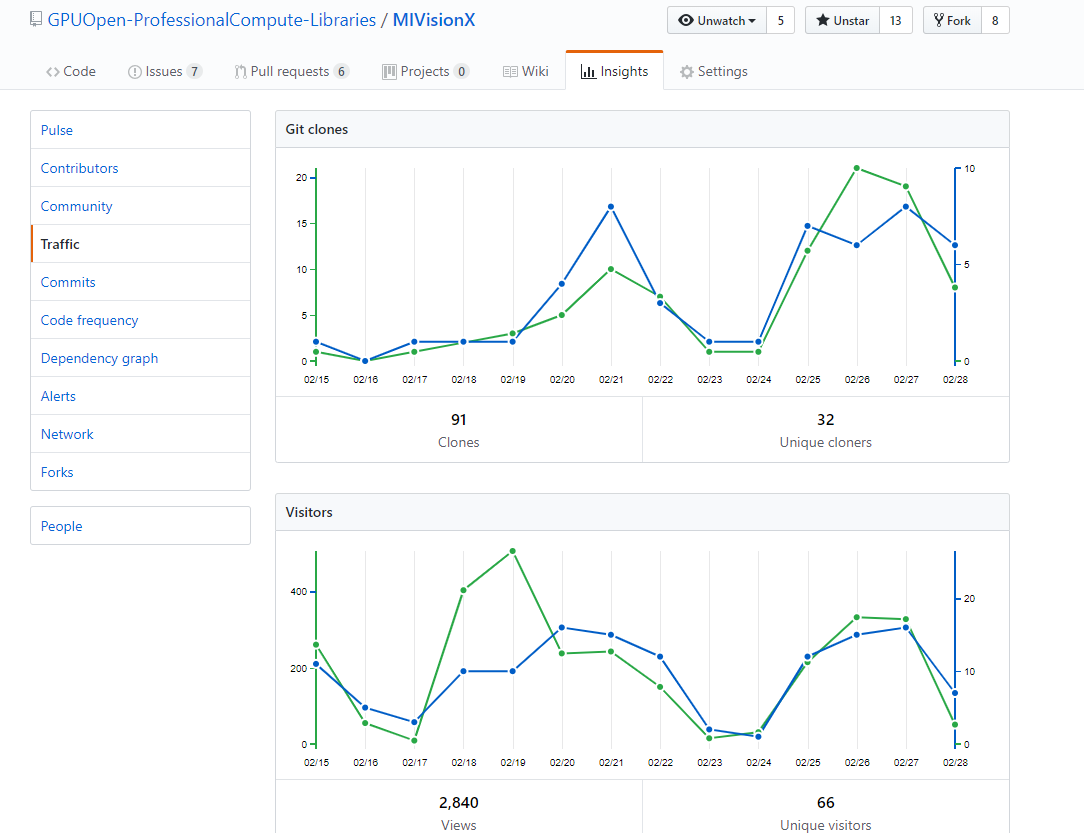 GPUOpen-ProfessionalCompute-Libraries / MIVisionX
Unwatch 5 Unstar 13 Fork 8
Code Issues 7 Pull requests 6 Projects 0 Wiki Insights Settings
Pulse
Contributors
Community
Traffic
Commits
Code frequency
Dependency graph
Alerts
Network
Forks
People
Git clones
20 10
15
10 5
5
0 0
02/15 02/16 02/17 02/18 02/19 02/20 02/21 02/22 02/23 02/24 02/25 02/26 02/27 02/28
91 32
Clones Unique cloners
Visitors
400 20
200 10
0 0
02/15 02/16 02/17 02/18 02/19 02/20 02/21 02/22 02/23 02/24 02/25 02/26 02/27 02/28
2,840 66
Views Unique visitors